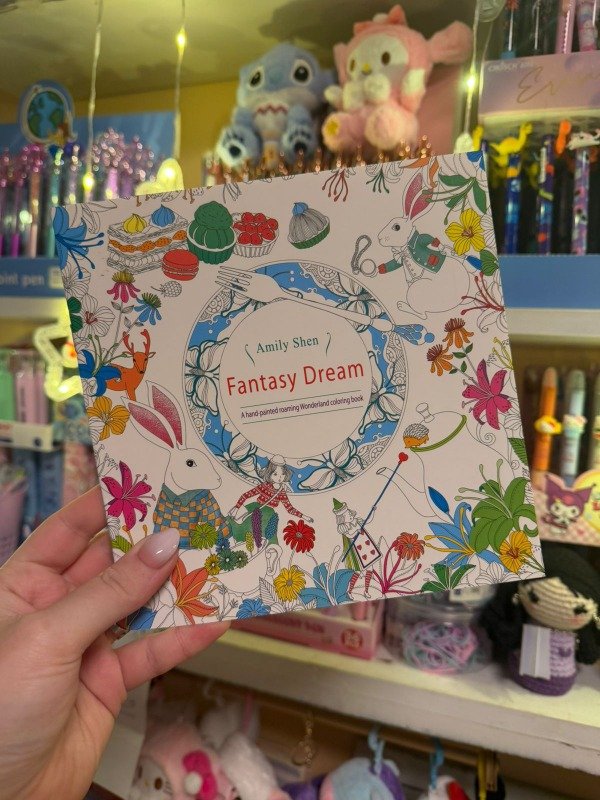 Amily Shen
Fantasy Dream
A hand-painted roaming Wonderland coloring book